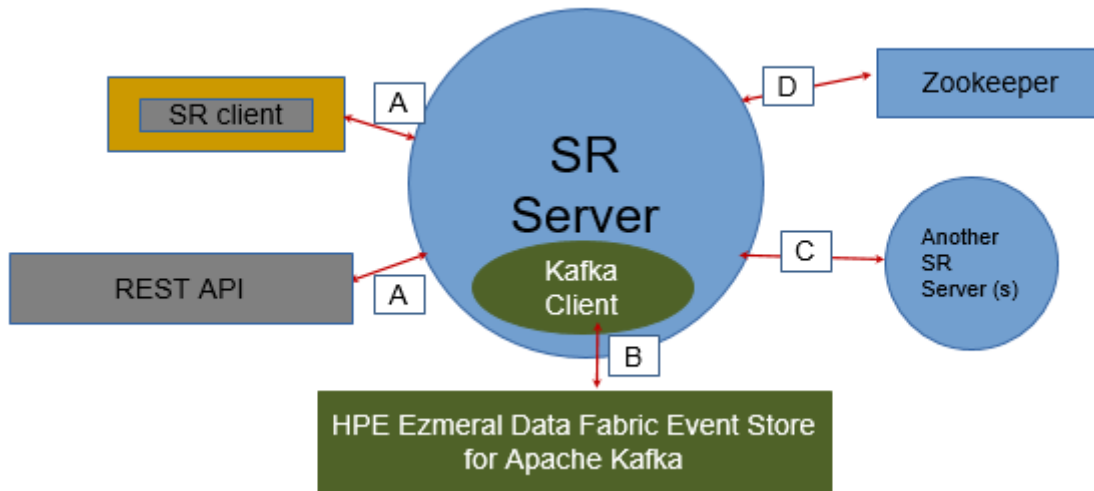 SR client
A
D
Zookeeper
SR
Server
REST API
A
Kafka
Client
C
Another
SR
Server (s)
B
HPE Ezmeral Data Fabric Event Store
for Apache Kafka